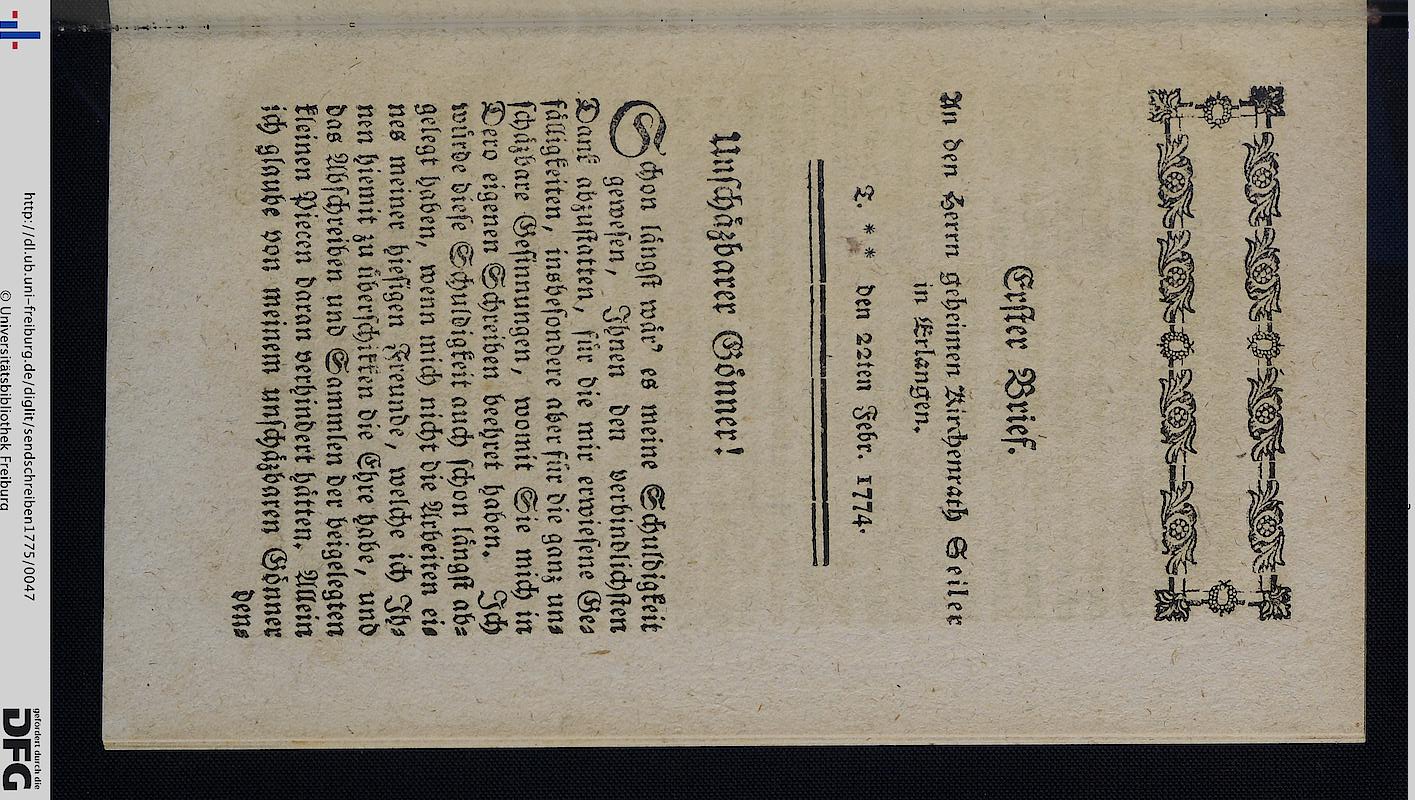 Erster Brief.
An den Herrn geheimen Kirchenrath Seiler
in Erlangen.
T. * * den 22ten Febr. 1774.
Unschäzbarer Gönner!
Schon längst wär' es meine Schuldigkeit
gewesen, Ihnen den verbindlichsten
Dank abzustatten, für die mir erwiesene Ge=
fälligkeiten, insbesondere aber für die ganz un=
schäzbare Gesinnungen, womit Sie mich in
Dero eigenen Schreiben beehret haben. Ich
würde diese Schuldigkeit auch schon längst ab=
gelegt haben, wenn mich nicht die Arbeiten ei=
nes meiner hiesigen Freunde, welche ich Ih=
nen hiemit zu überschikken die Ehre habe, und
das Abschreiben und Sammlen der beigelegten
kleinen Piecen daran verhindert hätten. Allein
ich glaube von meinem unschäzbaren Gönner
den=
http://dl.ub.uni-freiburg.de/diglit/sendschreiben1775/0047
© Universitätsbibliothek Freiburg
gefördert durch die
DFG